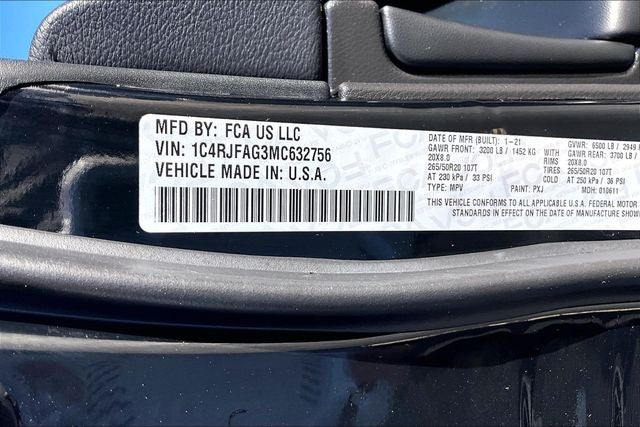 MFD BY: FCA US LLC
VIN: 1C4RJFAG3MC632756
VEHICLE MADE IN: U.S.A.
DATE OF MFR (BUILT): 1-21 GVWR: 6500 LB / 2949
GAWR FRONT: 3200 LB / 1452 KG GAWR REAR: 3700 LB /
20X8.0 RIMS 20X8.0
265/50R20 107T TIRES 265/50R20 107T
AT 230 kPa / 33 PSI COLD AT 250 kPa / 36 PSI
TYPE: MPV PAINT: PXJ MDH: 010611
THIS VEHICLE CONFORMS TO ALL APPLICABLE U.S.A. FEDERAL MOTOR
STANDARDS IN EFFECT ON THE DATE OF MANUFACTURE SHOWN